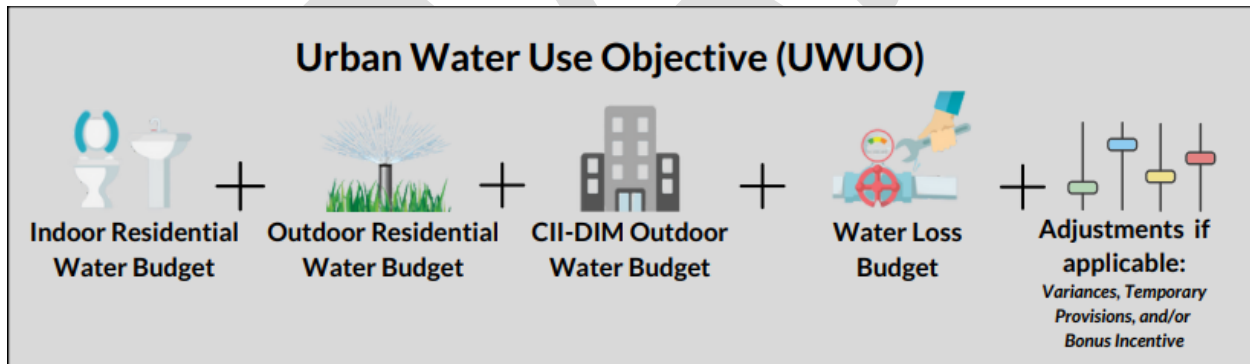 Urban Water Use Objective (UWUO)
Indoor Residential
Water Budget
+
Outdoor Residential
Water Budget
+
CII-DIM Outdoor
Water Budget
+
Water Loss
Budget
+
Adjustments if
applicable:
Variances, Temporary
Provisions, and/or
Bonus Incentive